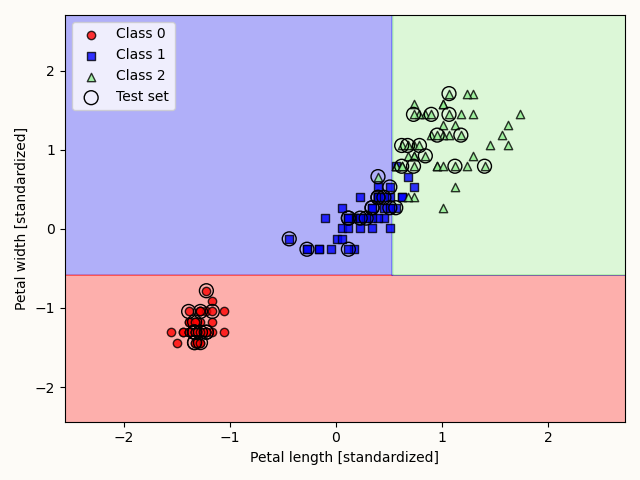 Class 0
Class 1
Class 2
Test set
2
1
0
−1
−2
−2
−1
0
1
2
Petal length [standardized]
Petal width [standardized]